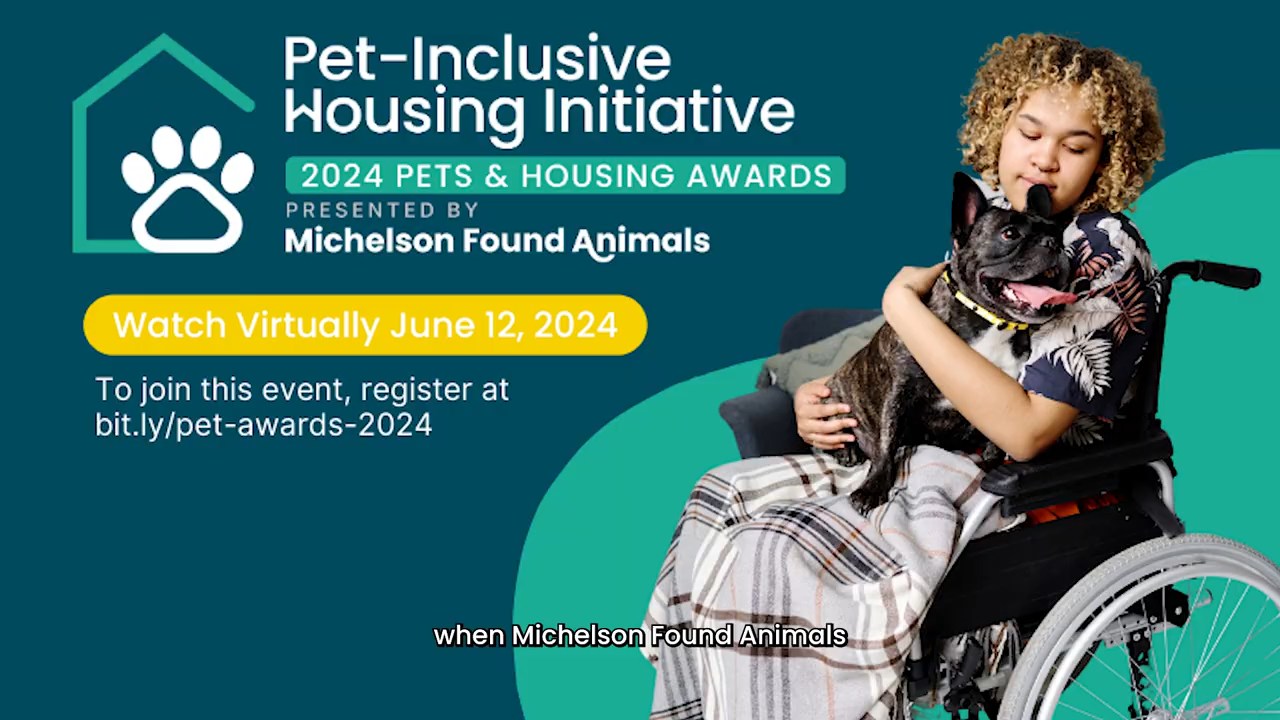 Pet-Inclusive
Housing Initiative
2024 PETS & HOUSING AWARDS
PRESENTED BY
Michelson Found Animals
Watch Virtually June 12, 2024
To join this event, register at
bit.ly/pet-awards-2024
when Michelson Found Animals